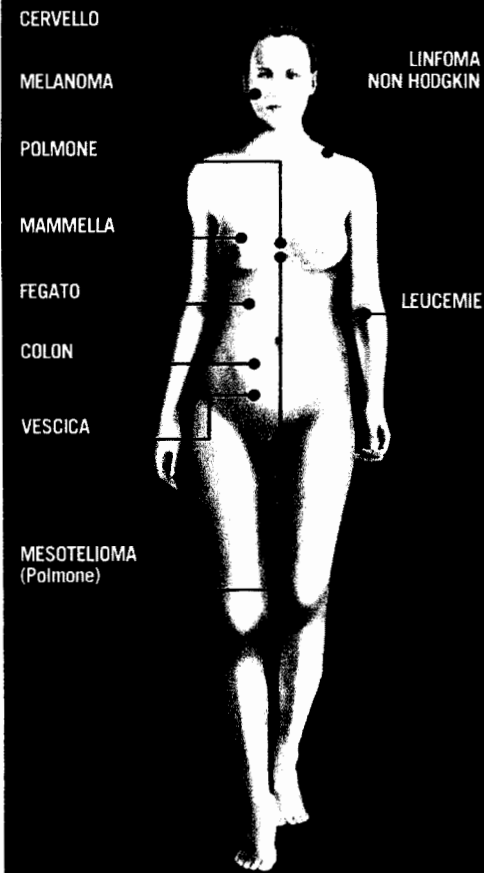 CERVELLO
LINFOMA
NON HODGKIN
MELANOMA
POLMONE
MAMMELLA
FEGATO
LEUCEMIE
COLON
VESCICA
MESOTELIOMA
(Polmone)